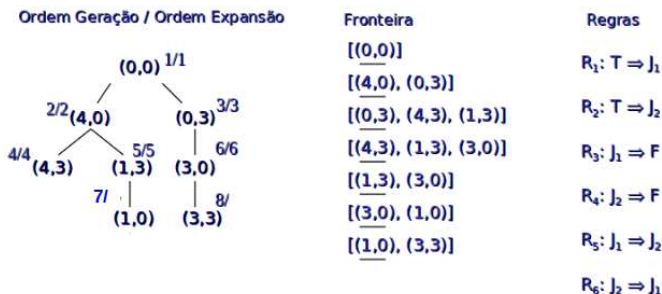 Ordem Geração / Ordem Expansão
(0,0) 1/1
2/2 (4,0) (0,3) 3/3
4/4 (4,3) 5/5 (1,3) 6/6 (3,0)
7/ (1,0) 8/ (3,3)
Fronteira
[(0,0)]
[(4,0), (0,3)]
[(0,3), (4,3), (1,3)]
[(4,3), (1,3), (3,0)]
[(1,3), (3,0)]
[(3,0), (1,0)]
[(1,0), (3,3)]
Regras
R₁: T ⇒ J₁
R₂: T ⇒ J₂
R₃: J₁ ⇒ F
R₄: J₂ ⇒ F
R₅: J₁ ⇒ J₂
R₆: J₂ ⇒ J₁